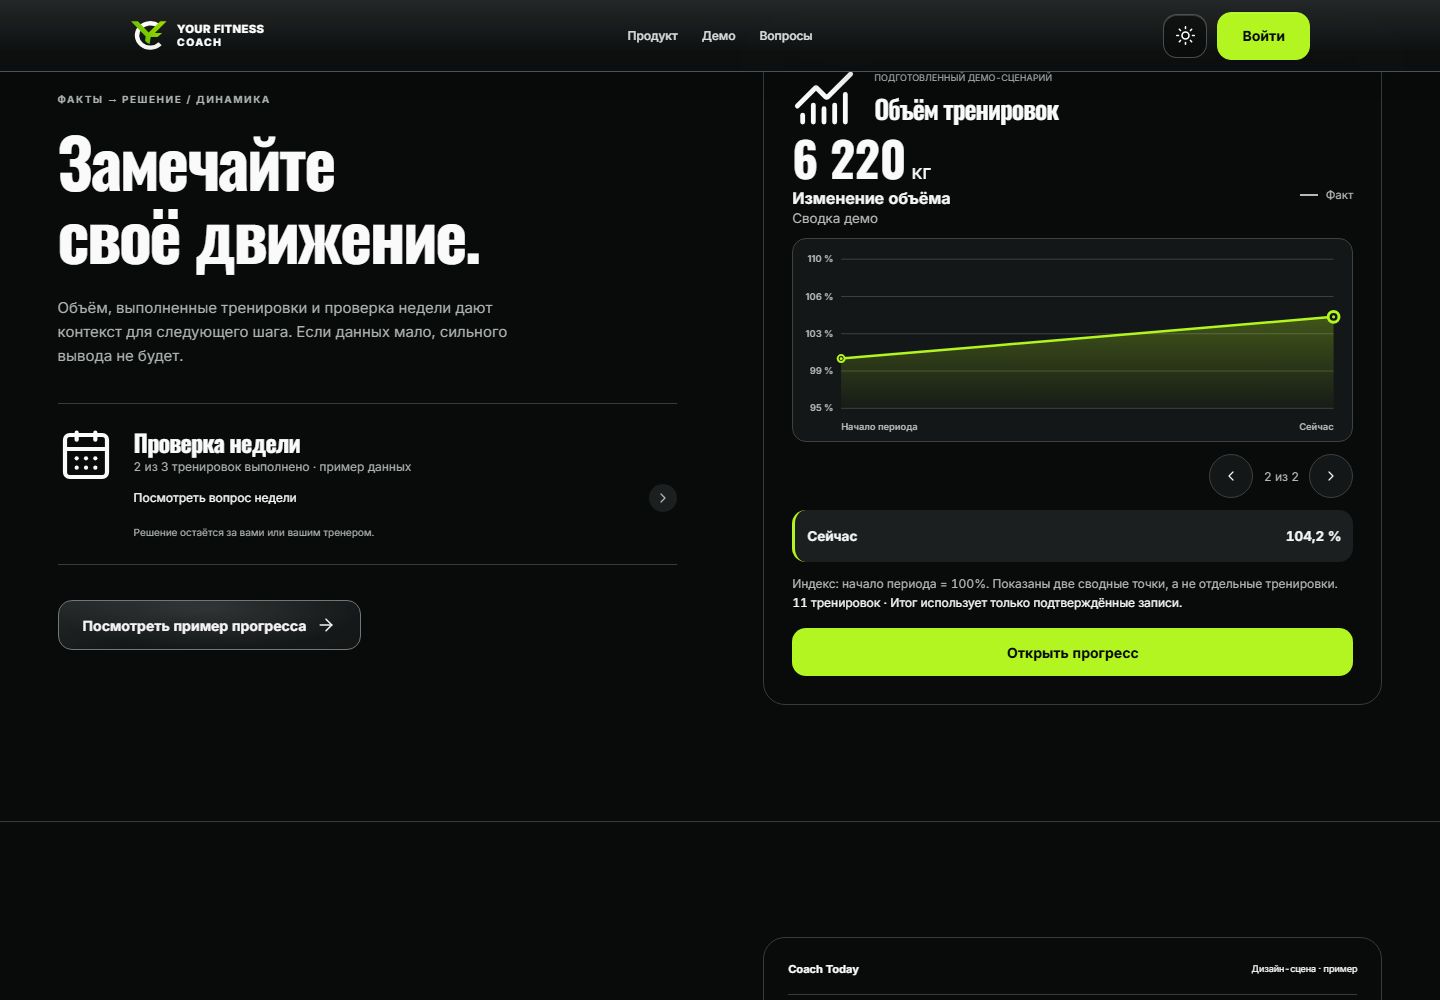 YOUR FITNESS
COACH
Продукт
Демо
Вопросы
Войти
ФАКТЫ → РЕШЕНИЕ / ДИНАМИКА
Замечайте
своё движение.
Объём, выполненные тренировки и проверка недели дают
контекст для следующего шага. Если данных мало, сильного
вывода не будет.
Проверка недели
2 из 3 тренировок выполнено · пример данных
Посмотреть вопрос недели
Решение остаётся за вами или вашим тренером.
Посмотреть пример прогресса
ПОДГОТОВЛЕННЫЙ ДЕМО-СЦЕНАРИЙ
Объём тренировок
6 220 КГ
Изменение объёма
Факт
Сводка демо
110 %
106 %
103 %
99 %
95 %
Начало периода
Сейчас
2 из 2
Сейчас
104,2 %
Индекс: начало периода = 100%. Показаны две сводные точки, а не отдельные тренировки.
11 тренировок · Итог использует только подтверждённые записи.
Открыть прогресс
Coach Today
Дизайн-сцена · пример